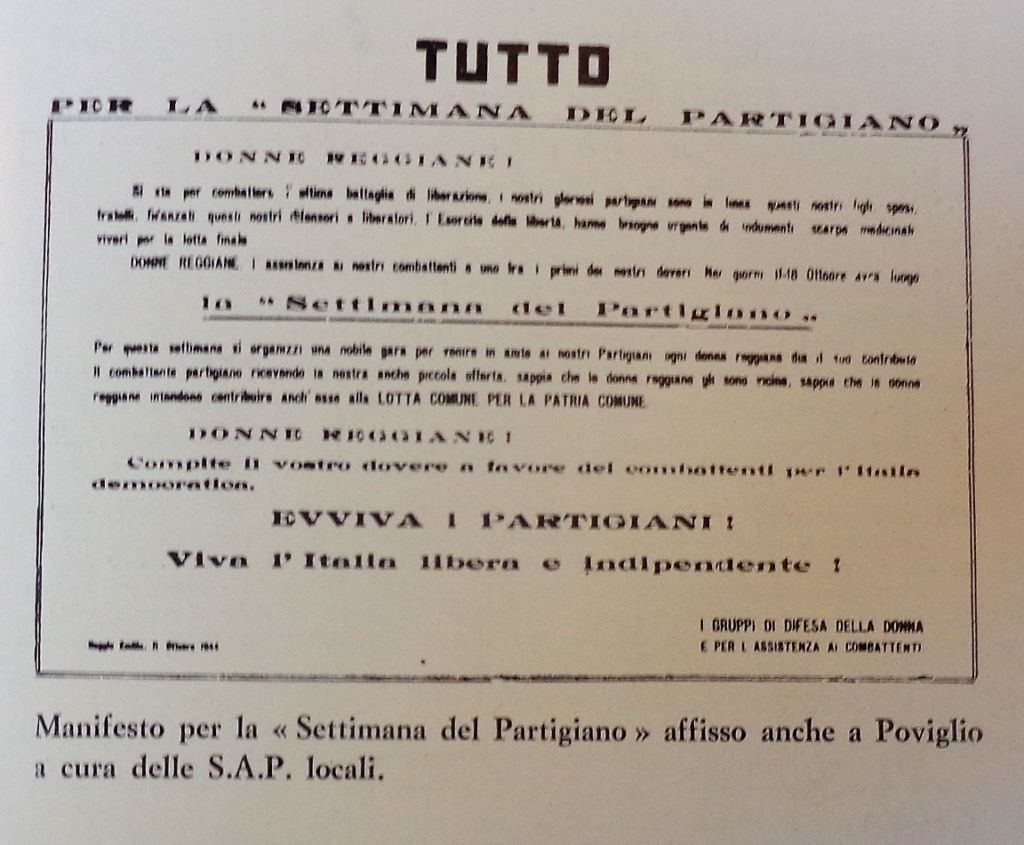 TUTTO
PER LA “ SETTIMANA DEL PARTIGIANO „
DONNE REGGIANE !
Si sta per combattere l'ultima battaglia di liberazione, i nostri gloriosi partigiani sono in linea questi nostri figli sposi,
fratelli, fidanzati questi nostri difensori e liberatori, l'Esercito della libertà, hanno bisogno urgente di indumenti scarpe medicinali
viveri per la lotta finale
DONNE REGGIANE, l assistenza ai nostri combattenti e uno fra i primi dei nostri doveri Nei giorni 11-18 Ottobre avra luogo
la “ Settimana del Partigiano „
Per questa settimana si organizzi una nobile gara per venire in aiuto ai nostri Partigiani ogni donna reggiana dia il suo contributo
Il combattente partigiano ricevendo la nostra anche piccola offerta, sappia che le donne reggiane gli sono vicine, sappia che le donne
reggiane intendono contribuire anch'esse alla LOTTA COMUNE PER LA PATRIA COMUNE
DONNE REGGIANE !
Compite il vostro dovere a favore dei combattenti per l'Italia
democratica.
EVVIVA I PARTIGIANI !
Viva l'Italia libera e indipendente !
I GRUPPI DI DIFESA DELLA DONNA
E PER L ASSISTENZA AI COMBATTENTI
Reggio Emilia, 11 Ottobre 1944
Manifesto per la « Settimana del Partigiano » affisso anche a Poviglio
a cura delle S.A.P. locali.